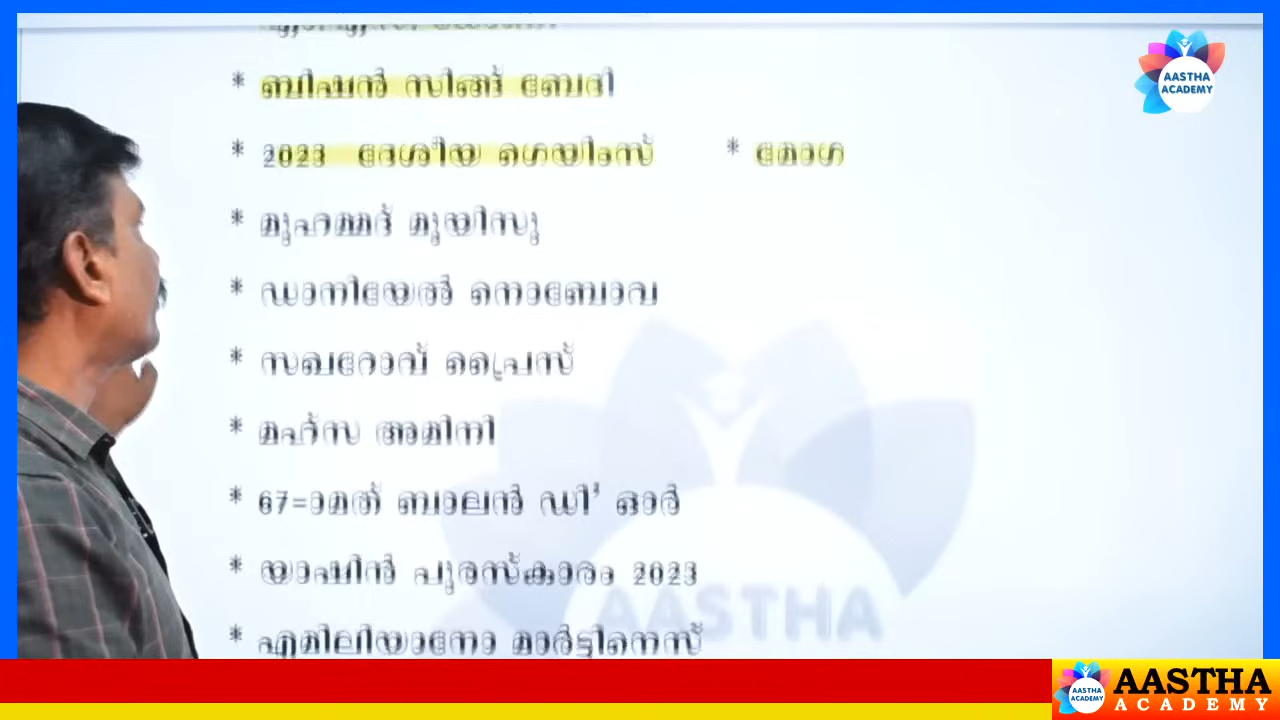 * ബിഷൻ സിങ്ങ് ബേദി
* 2023 ദേശീയ ഗെയിംസ് * മോഗ
* മുഹമ്മദ് മുയിസു
* ഡാനിയേൽ നൊബോവ
* സഖറോവ് പ്രൈസ്
* മഹ്സ അമിനി
* 67=ാമത് ബാലൻ ഡി' ഓർ
* യാഷിൻ പുരസ്കാരം 2023
* എമിലിയാനോ മാർട്ടിനെസ്
AASTHA
ACADEMY
AASTHA
AASTHA
ACADEMY
AASTHA
ACADEMY